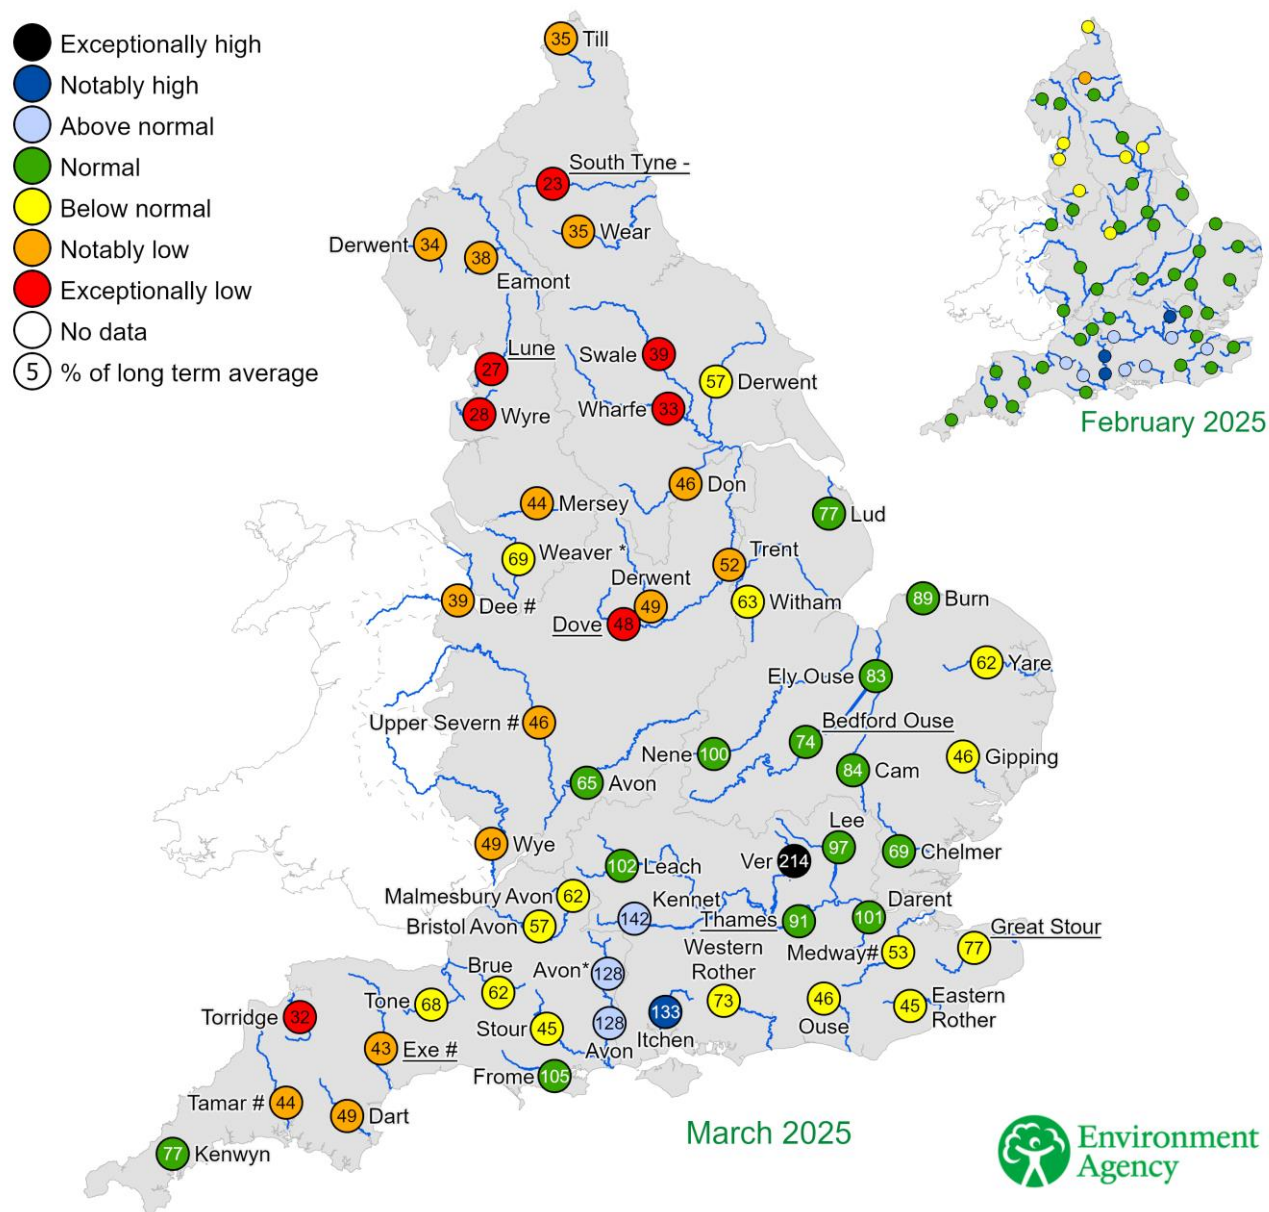 Exceptionally high
Notably high
Above normal
Normal
Below normal
Notably low
Exceptionally low
No data
5 % of long term average
35 Till
South Tyne -
23
35 Wear
Derwent 34
38
Eamont
Lune
27
Swale 39
57 Derwent
28 Wyre
Wharfe 33
46 Don
44 Mersey
77 Lud
69 Weaver *
52 Trent
Derwent
49
39 Dee #
63 Witham
89 Burn
Dove 48
62 Yare
Ely Ouse 83
Upper Severn # 46
Bedford Ouse
74
Nene 100
46 Gipping
84 Cam
65 Avon
Lee
97
49 Wye
69 Chelmer
Ver 214
102 Leach
Malmesbury Avon 62
Kennet
142
Darent
101
Thames 91
Bristol Avon 57
Great Stour
77
Western
Rother
73
Medway# 53
Brue
62
Avon* 128
Tone 68
Torridge 32
133
Itchen
46
Ouse
45 Eastern
Rother
Stour 45
128
Avon
43 Exe #
Frome 105
Tamar # 44
49 Dart
77 Kenwyn
February 2025
March 2025
Environment
Agency